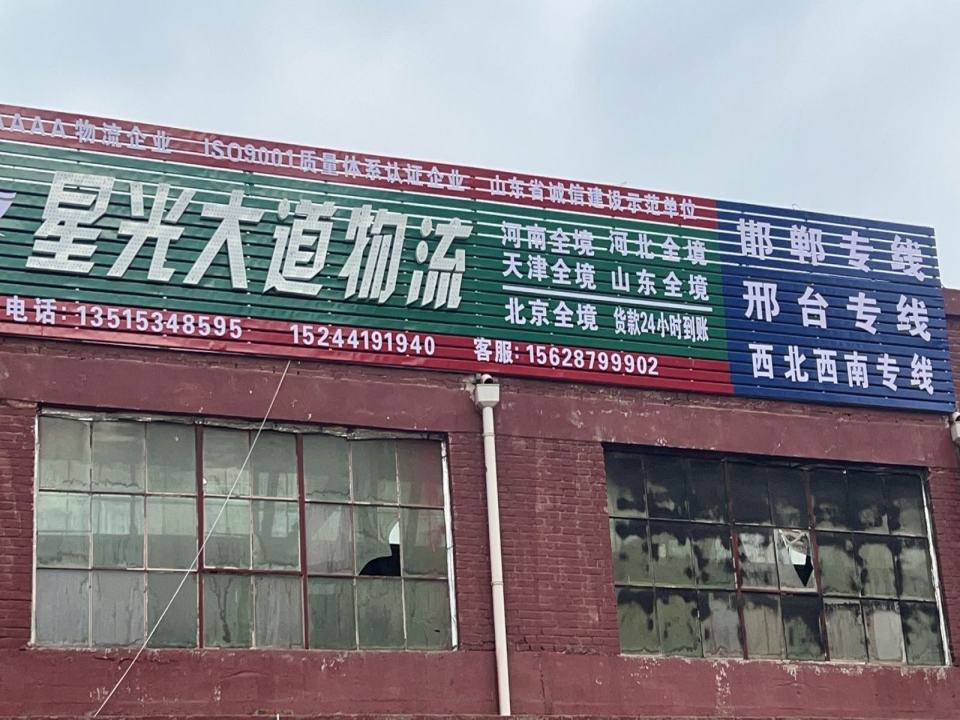 AAAA 物流企业 ISO9001质量体系认证企业 山东省诚信建设示范单位
星光大道物流
河南全境 河北全境
天津全境 山东全境
北京全境 货款24小时到账
电话:13515348595 15244191940 客服:15628799902
邯郸专线
邢台专线
西北西南专线